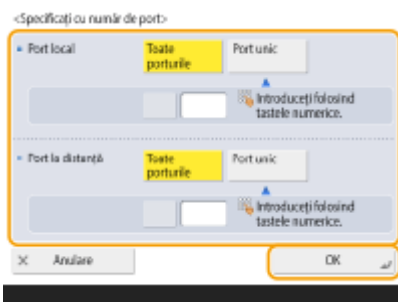 <Specificați cu număr de port>
Port local
Toate porturile
Port unic
Introduceți folosind
tastele numerice.
Port la distanță
Toate porturile
Port unic
Introduceți folosind
tastele numerice.
× Anulare
OK